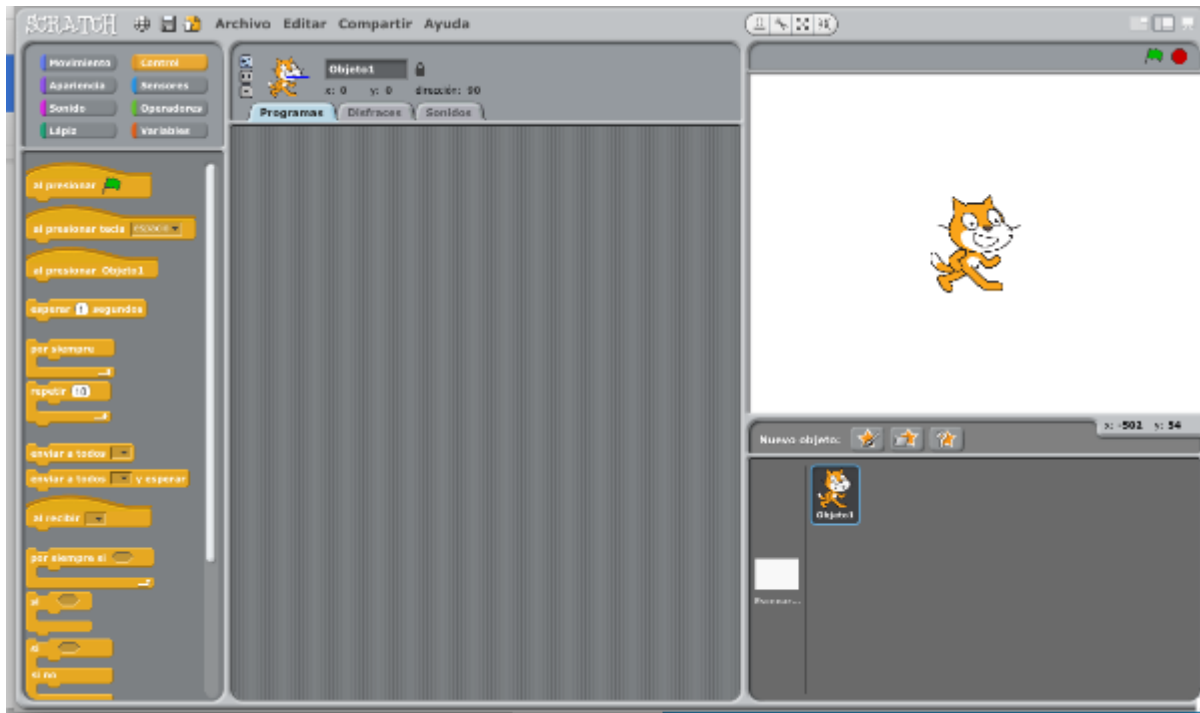 SCRATCH Archivo Editar Compartir Ayuda
Movimiento Control
Apariencia Sensores
Sonido Operadores
Lápiz Variables
al presionar
al presionar tecla espacio
al presionar Objeto1
esperar 1 segundos
por siempre
repetir 10
enviar a todos
enviar a todos y esperar
al recibir
por siempre si
si
si
si no
Objeto1
x: 0 y: 0 dirección: 90
Programas Disfraces Sonidos
x: -502 y: 54
Nuevo objeto:
Objeto1
Escenar...